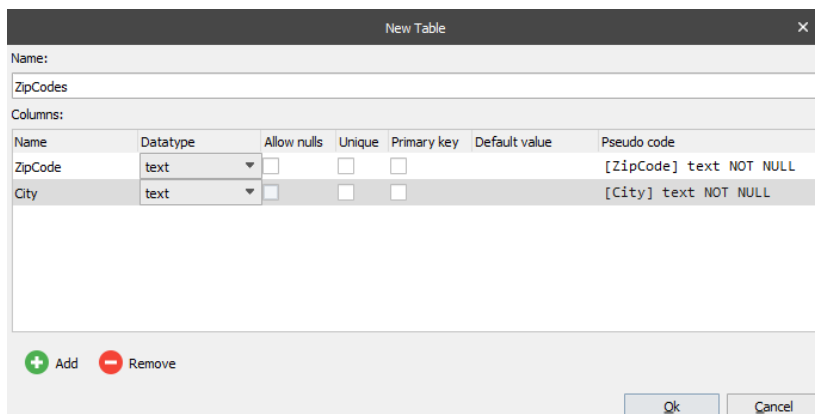 New Table
Name:
ZipCodes
Columns:
Name Datatype Allow nulls Unique Primary key Default value Pseudo code
ZipCode text [ZipCode] text NOT NULL
City text [City] text NOT NULL
Add Remove
Ok Cancel